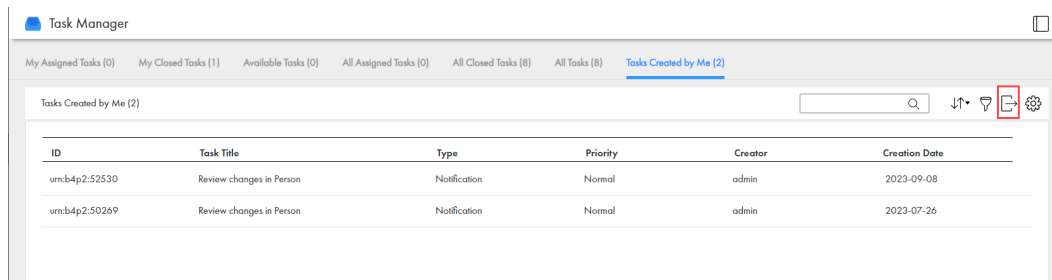 Task Manager
My Assigned Tasks (0) My Closed Tasks (1) Available Tasks (0) All Assigned Tasks (0) All Closed Tasks (8) All Tasks (8) Tasks Created by Me (2)
Tasks Created by Me (2)
ID Task Title Type Priority Creator Creation Date
urn:b4p2:52530 Review changes in Person Notification Normal admin 2023-09-08
urn:b4p2:50269 Review changes in Person Notification Normal admin 2023-07-26